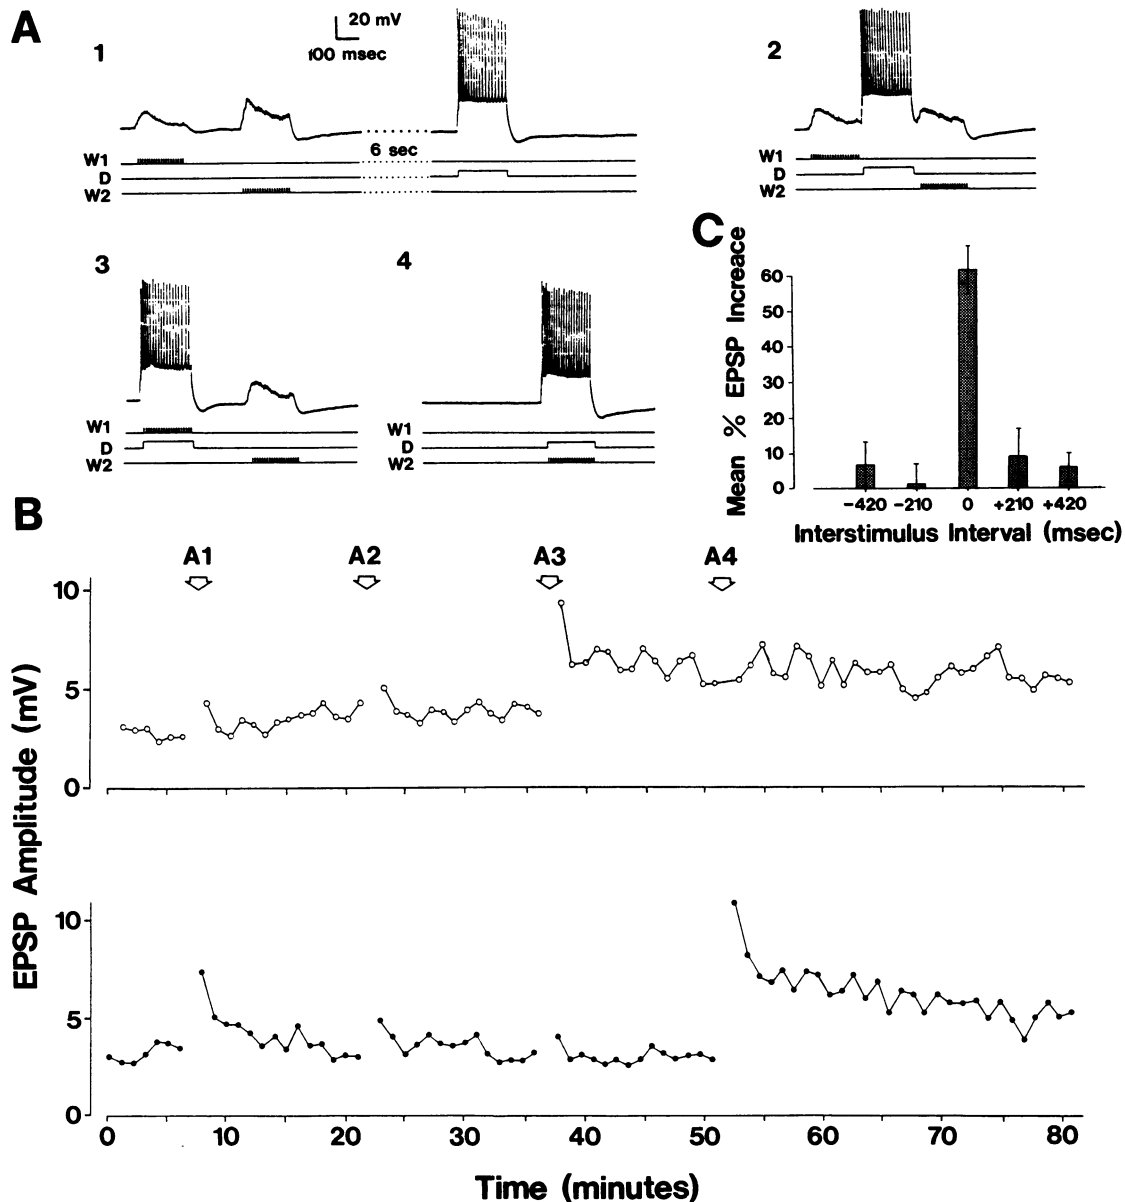 A
1
20 mV
100 msec
6 sec
W1
D
W2
2
W1
D
W2
3
W1
D
W2
4
W1
D
W2
C
Mean % EPSP Increace
60
50
40
30
20
10
0
-420 -210 0 +210 +420
Interstimulus Interval (msec)
B
A1 A2 A3 A4
EPSP Amplitude (mV)
10
5
0
10
5
0
0 10 20 30 40 50 60 70 80
Time (minutes)